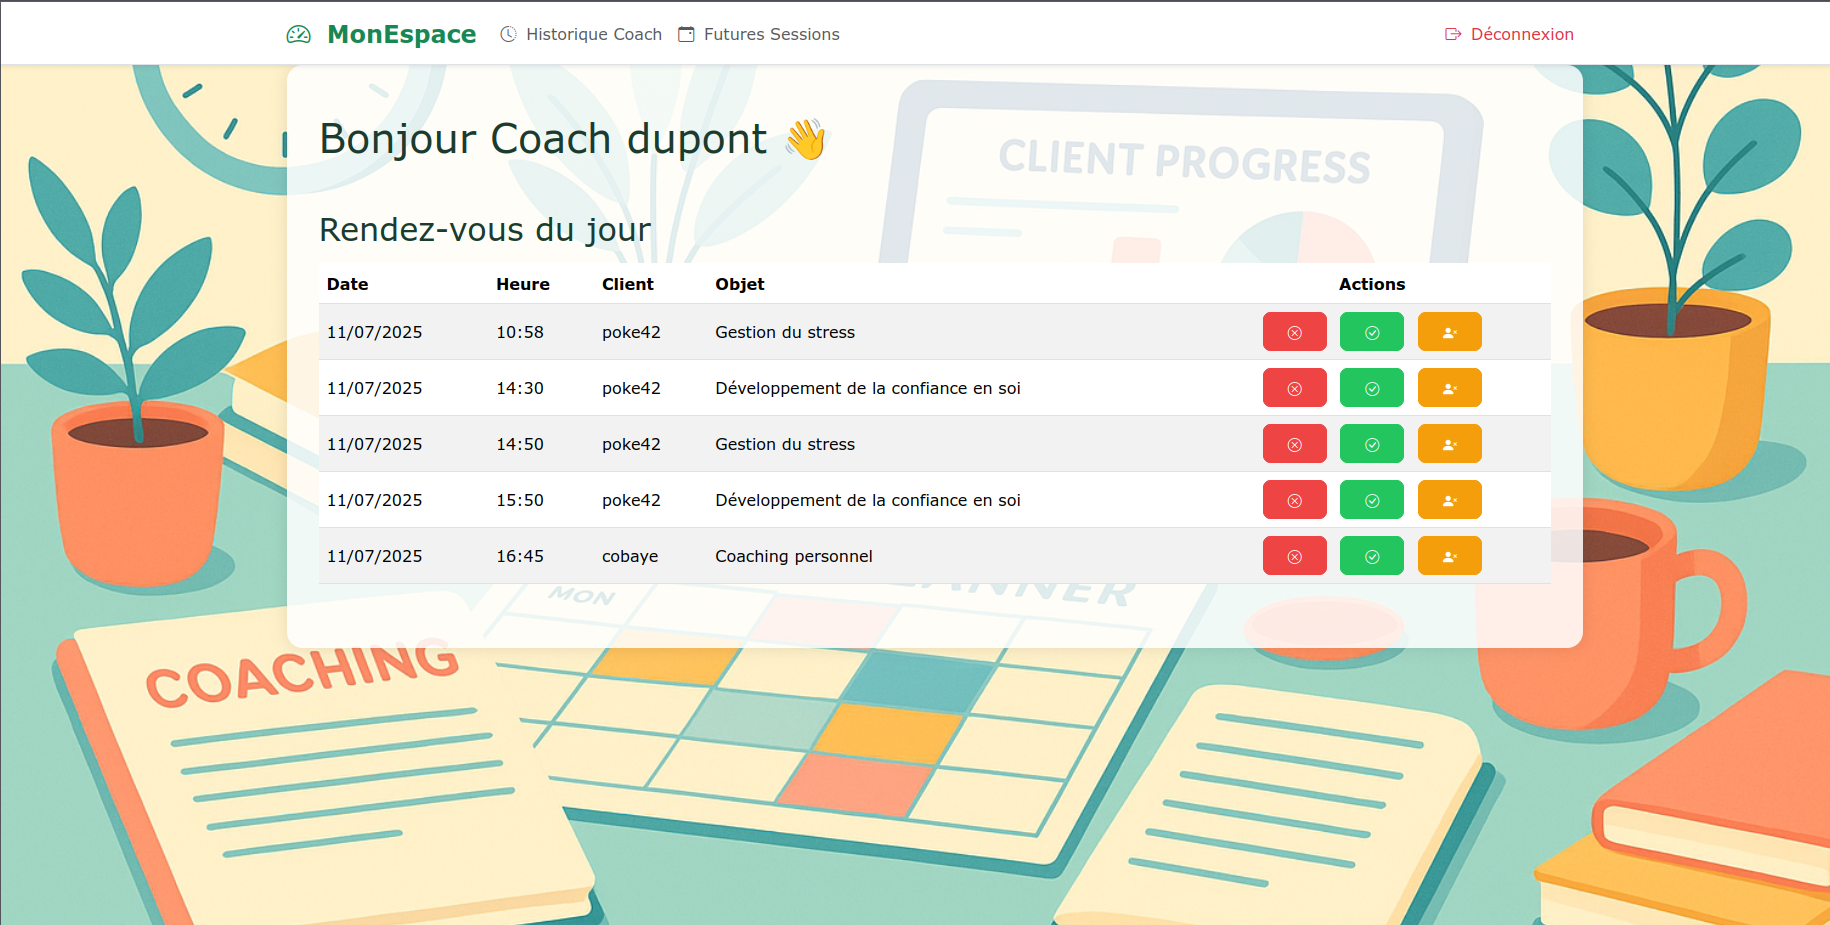 MonEspace Historique Coach Futures Sessions Déconnexion
Bonjour Coach dupont 👋
CLIENT PROGRESS
Rendez-vous du jour
Date Heure Client Objet Actions
11/07/2025 10:58 poke42 Gestion du stress
11/07/2025 14:30 poke42 Développement de la confiance en soi
11/07/2025 14:50 poke42 Gestion du stress
11/07/2025 15:50 poke42 Développement de la confiance en soi
11/07/2025 16:45 cobaye Coaching personnel
MON
COACHING